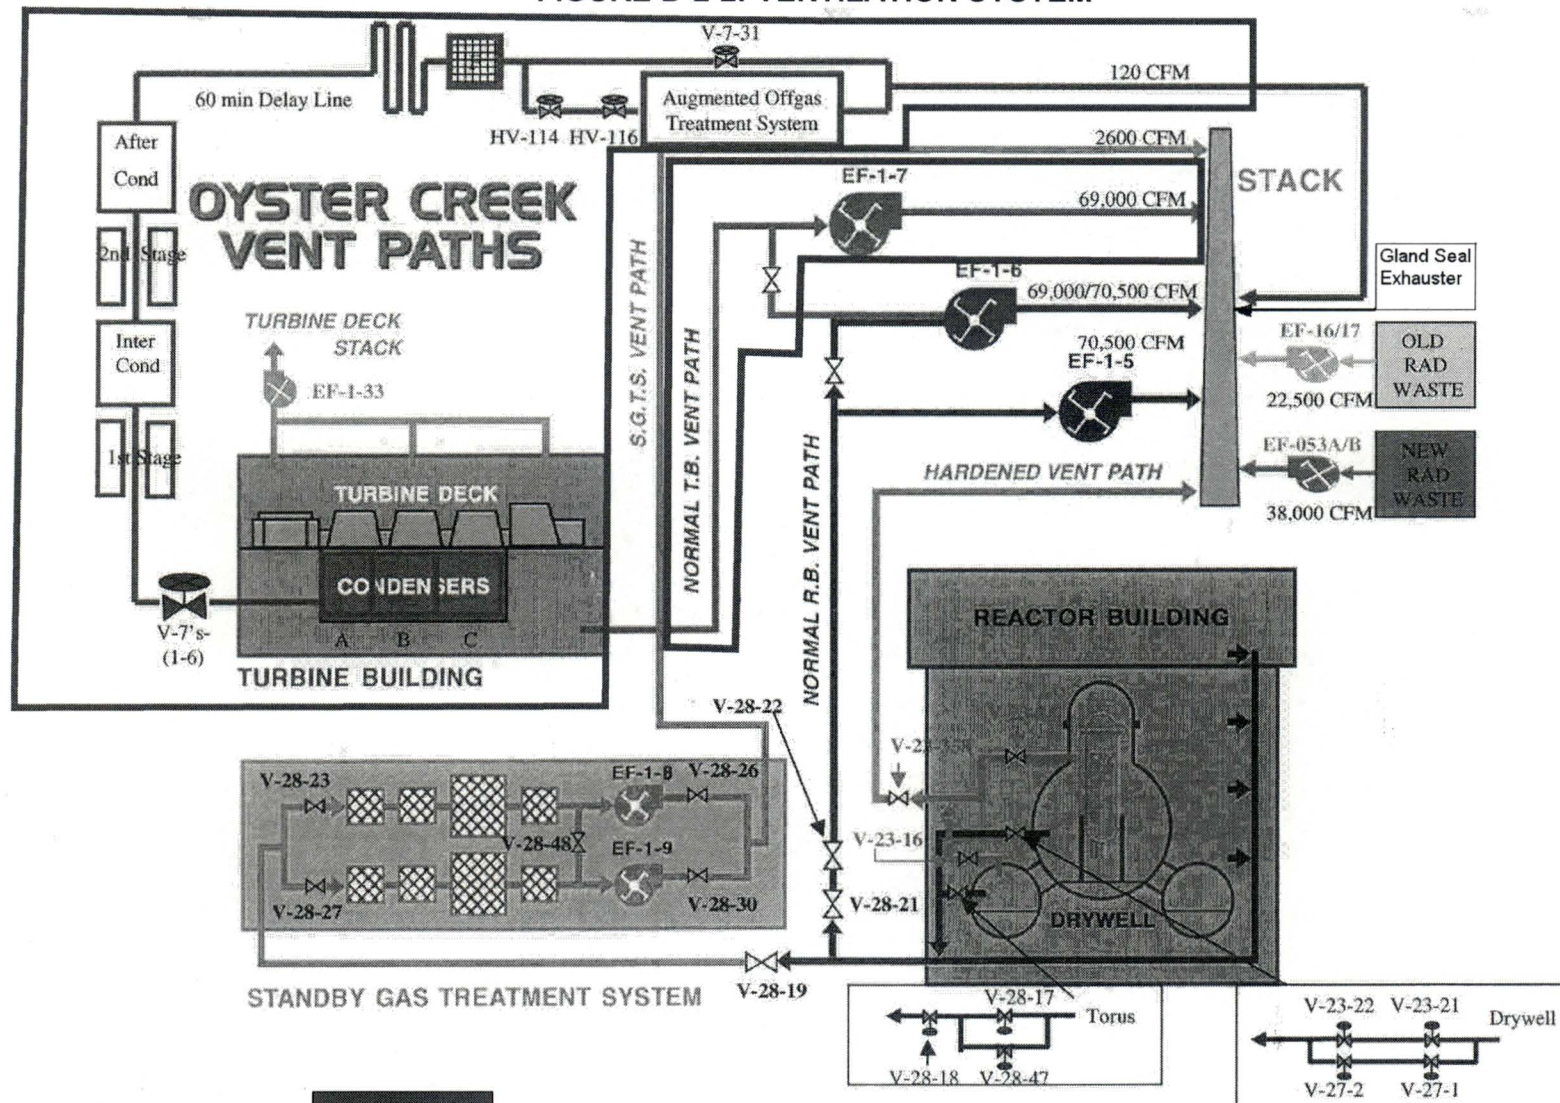 V-7-31
120 CFM
60 min Delay Line
Augmented Offgas
Treatment System
HV-114 HV-116
2600 CFM
After
Cond
EF-1-7
STACK
OYSTER CREEK
VENT PATHS
69,000 CFM
2nd Stage
Gland Seal
Exhauster
EF-1-6
69,000/70,500 CFM
TURBINE DECK
STACK
Inter
Cond
EF-16/17
OLD
RAD
WASTE
70,500 CFM
EF-1-5
EF-1-33
22,500 CFM
S.G.T.S. VENT PATH
NORMAL T.B. VENT PATH
NORMAL R.B. VENT PATH
1st Stage
EF-053A/B
NEW
RAD
WASTE
HARDENED VENT PATH
TURBINE DECK
38,000 CFM
CONDENSERS
A B C
V-7's-
(1-6)
REACTOR BUILDING
TURBINE BUILDING
V-28-22
V-28-23
EF-1-8
V-28-26
V-23-16
V-28-48
EF-1-9
V-28-27
V-28-30
V-28-21
DRYWELL
V-28-19
STANDBY GAS TREATMENT SYSTEM
V-28-17
Torus
V-28-18
V-28-47
V-23-22
V-23-21
Drywell
V-27-2
V-27-1